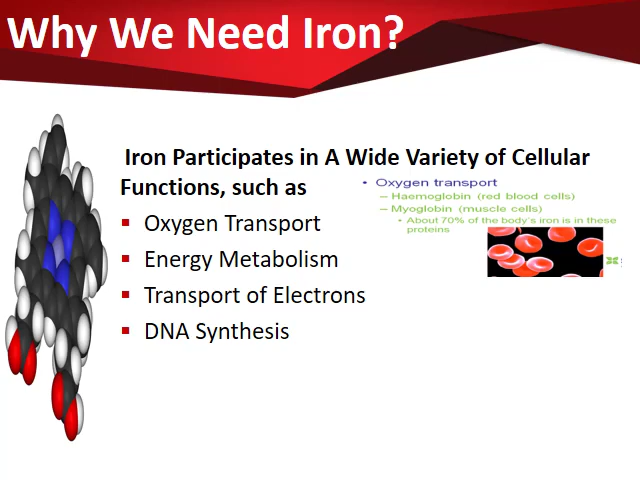 Why We Need Iron?
Iron Participates in A Wide Variety of Cellular
Functions, such as
▪ Oxygen Transport
▪ Energy Metabolism
▪ Transport of Electrons
▪ DNA Synthesis
• Oxygen transport
– Haemoglobin (red blood cells)
– Myoglobin (muscle cells)
• About 70% of the body's iron is in these
proteins